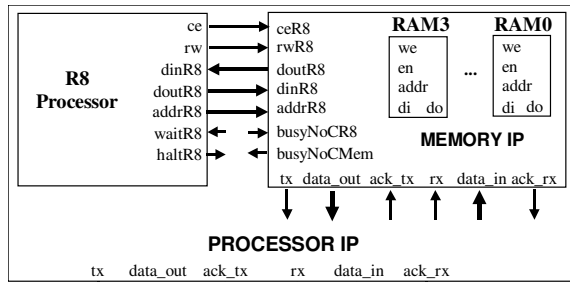 ce ceR8 RAM3 RAM0
rw rwR8 we we
R8 dinR8 doutR8 en ... en
Processor doutR8 dinR8 addr addr
addrR8 addrR8 di do di do
waitR8 busyNoCR8 MEMORY IP
haltR8 busyNoCMem
tx data_out ack_tx rx data_in ack_rx
PROCESSOR IP
tx data_out ack_tx rx data_in ack_rx